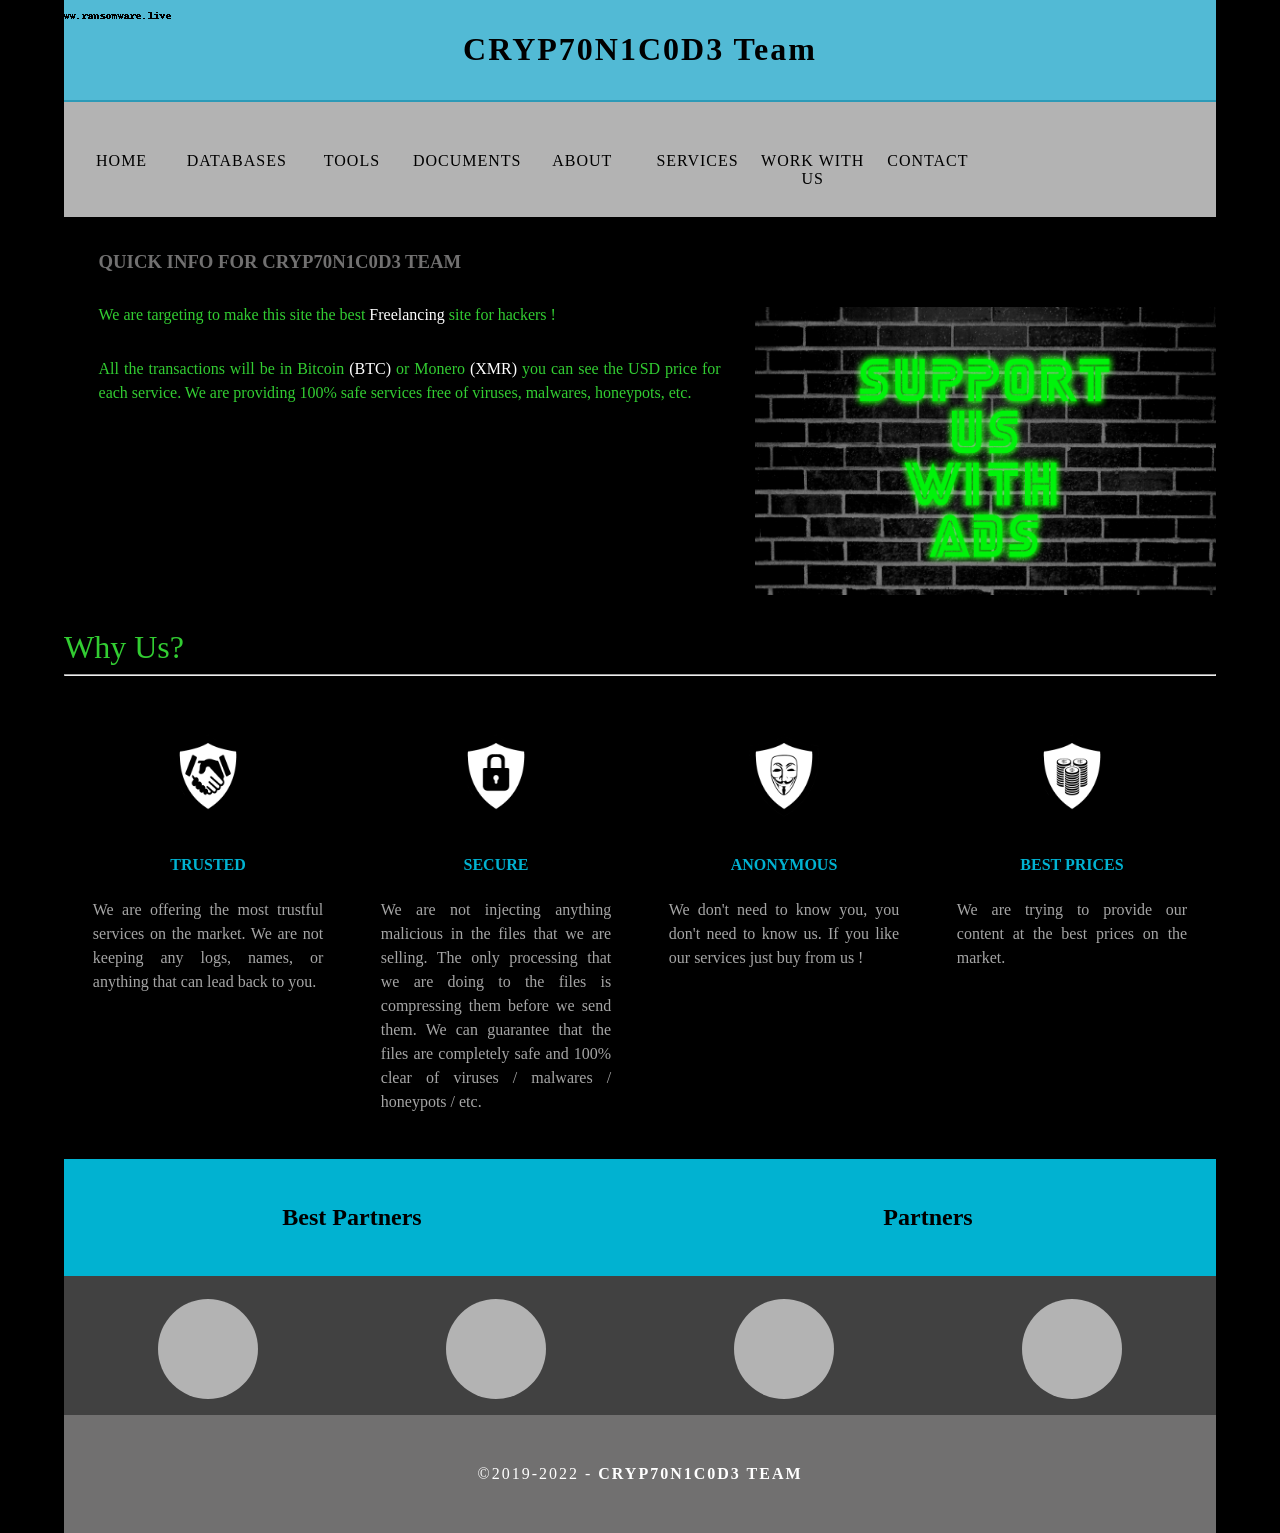 ww.ransomware.live
CRYP70N1C0D3 Team
HOME DATABASES TOOLS DOCUMENTS ABOUT SERVICES WORK WITH US CONTACT
QUICK INFO FOR CRYP70N1C0D3 TEAM
We are targeting to make this site the best Freelancing site for hackers !
All the transactions will be in Bitcoin (BTC) or Monero (XMR) you can see the USD price for
each service. We are providing 100% safe services free of viruses, malwares, honeypots, etc.
SUPPORT
US
WITH
ADS
Why Us?
TRUSTED
We are offering the most trustful
services on the market. We are not
keeping any logs, names, or
anything that can lead back to you.
SECURE
We are not injecting anything
malicious in the files that we are
selling. The only processing that
we are doing to the files is
compressing them before we send
them. We can guarantee that the
files are completely safe and 100%
clear of viruses / malwares /
honeypots / etc.
ANONYMOUS
We don't need to know you, you
don't need to know us. If you like
our services just buy from us !
BEST PRICES
We are trying to provide our
content at the best prices on the
market.
Best Partners
Partners
©2019-2022 - CRYP70N1C0D3 TEAM